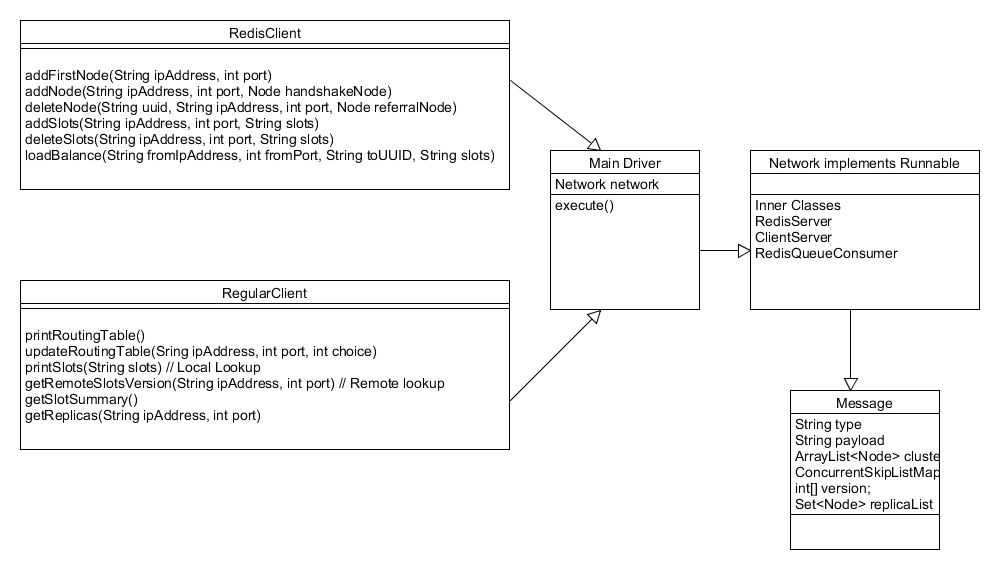 RedisClient
addFirstNode(String ipAddress, int port)
addNode(String ipAddress, int port, Node handshakeNode)
deleteNode(String uuid, String ipAddress, int port, Node referralNode)
addSlots(String ipAddress, int port, String slots)
deleteSlots(String ipAddress, int port, String slots)
loadBalance(String fromIpAddress, int fromPort, String toUUID, String slots)
Main Driver
Network network
execute()
Network implements Runnable
Inner Classes
RedisServer
ClientServer
RedisQueueConsumer
RegularClient
printRoutingTable()
updateRoutingTable(Sring ipAddress, int port, int choice)
printSlots(String slots) // Local Lookup
getRemoteSlotsVersion(String ipAddress, int port) // Remote lookup
getSlotSummary()
getReplicas(String ipAddress, int port)
Message
String type
String payload
ArrayList<Node> cluste
ConcurrentSkipListMap
int[] version;
Set<Node> replicaList